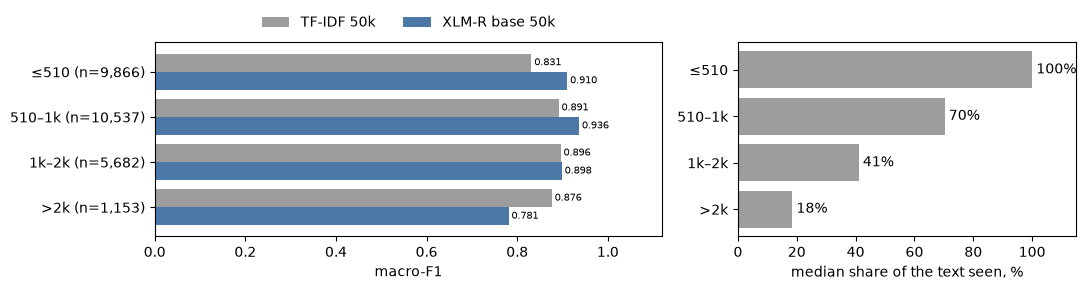 TF-IDF 50k
XLM-R base 50k
≤510 (n=9,866)
0.831
0.910
510–1k (n=10,537)
0.891
0.936
1k–2k (n=5,682)
0.896
0.898
>2k (n=1,153)
0.876
0.781
0.0 0.2 0.4 0.6 0.8 1.0
macro-F1
≤510 100%
510–1k 70%
1k–2k 41%
>2k 18%
0 20 40 60 80 100
median share of the text seen, %